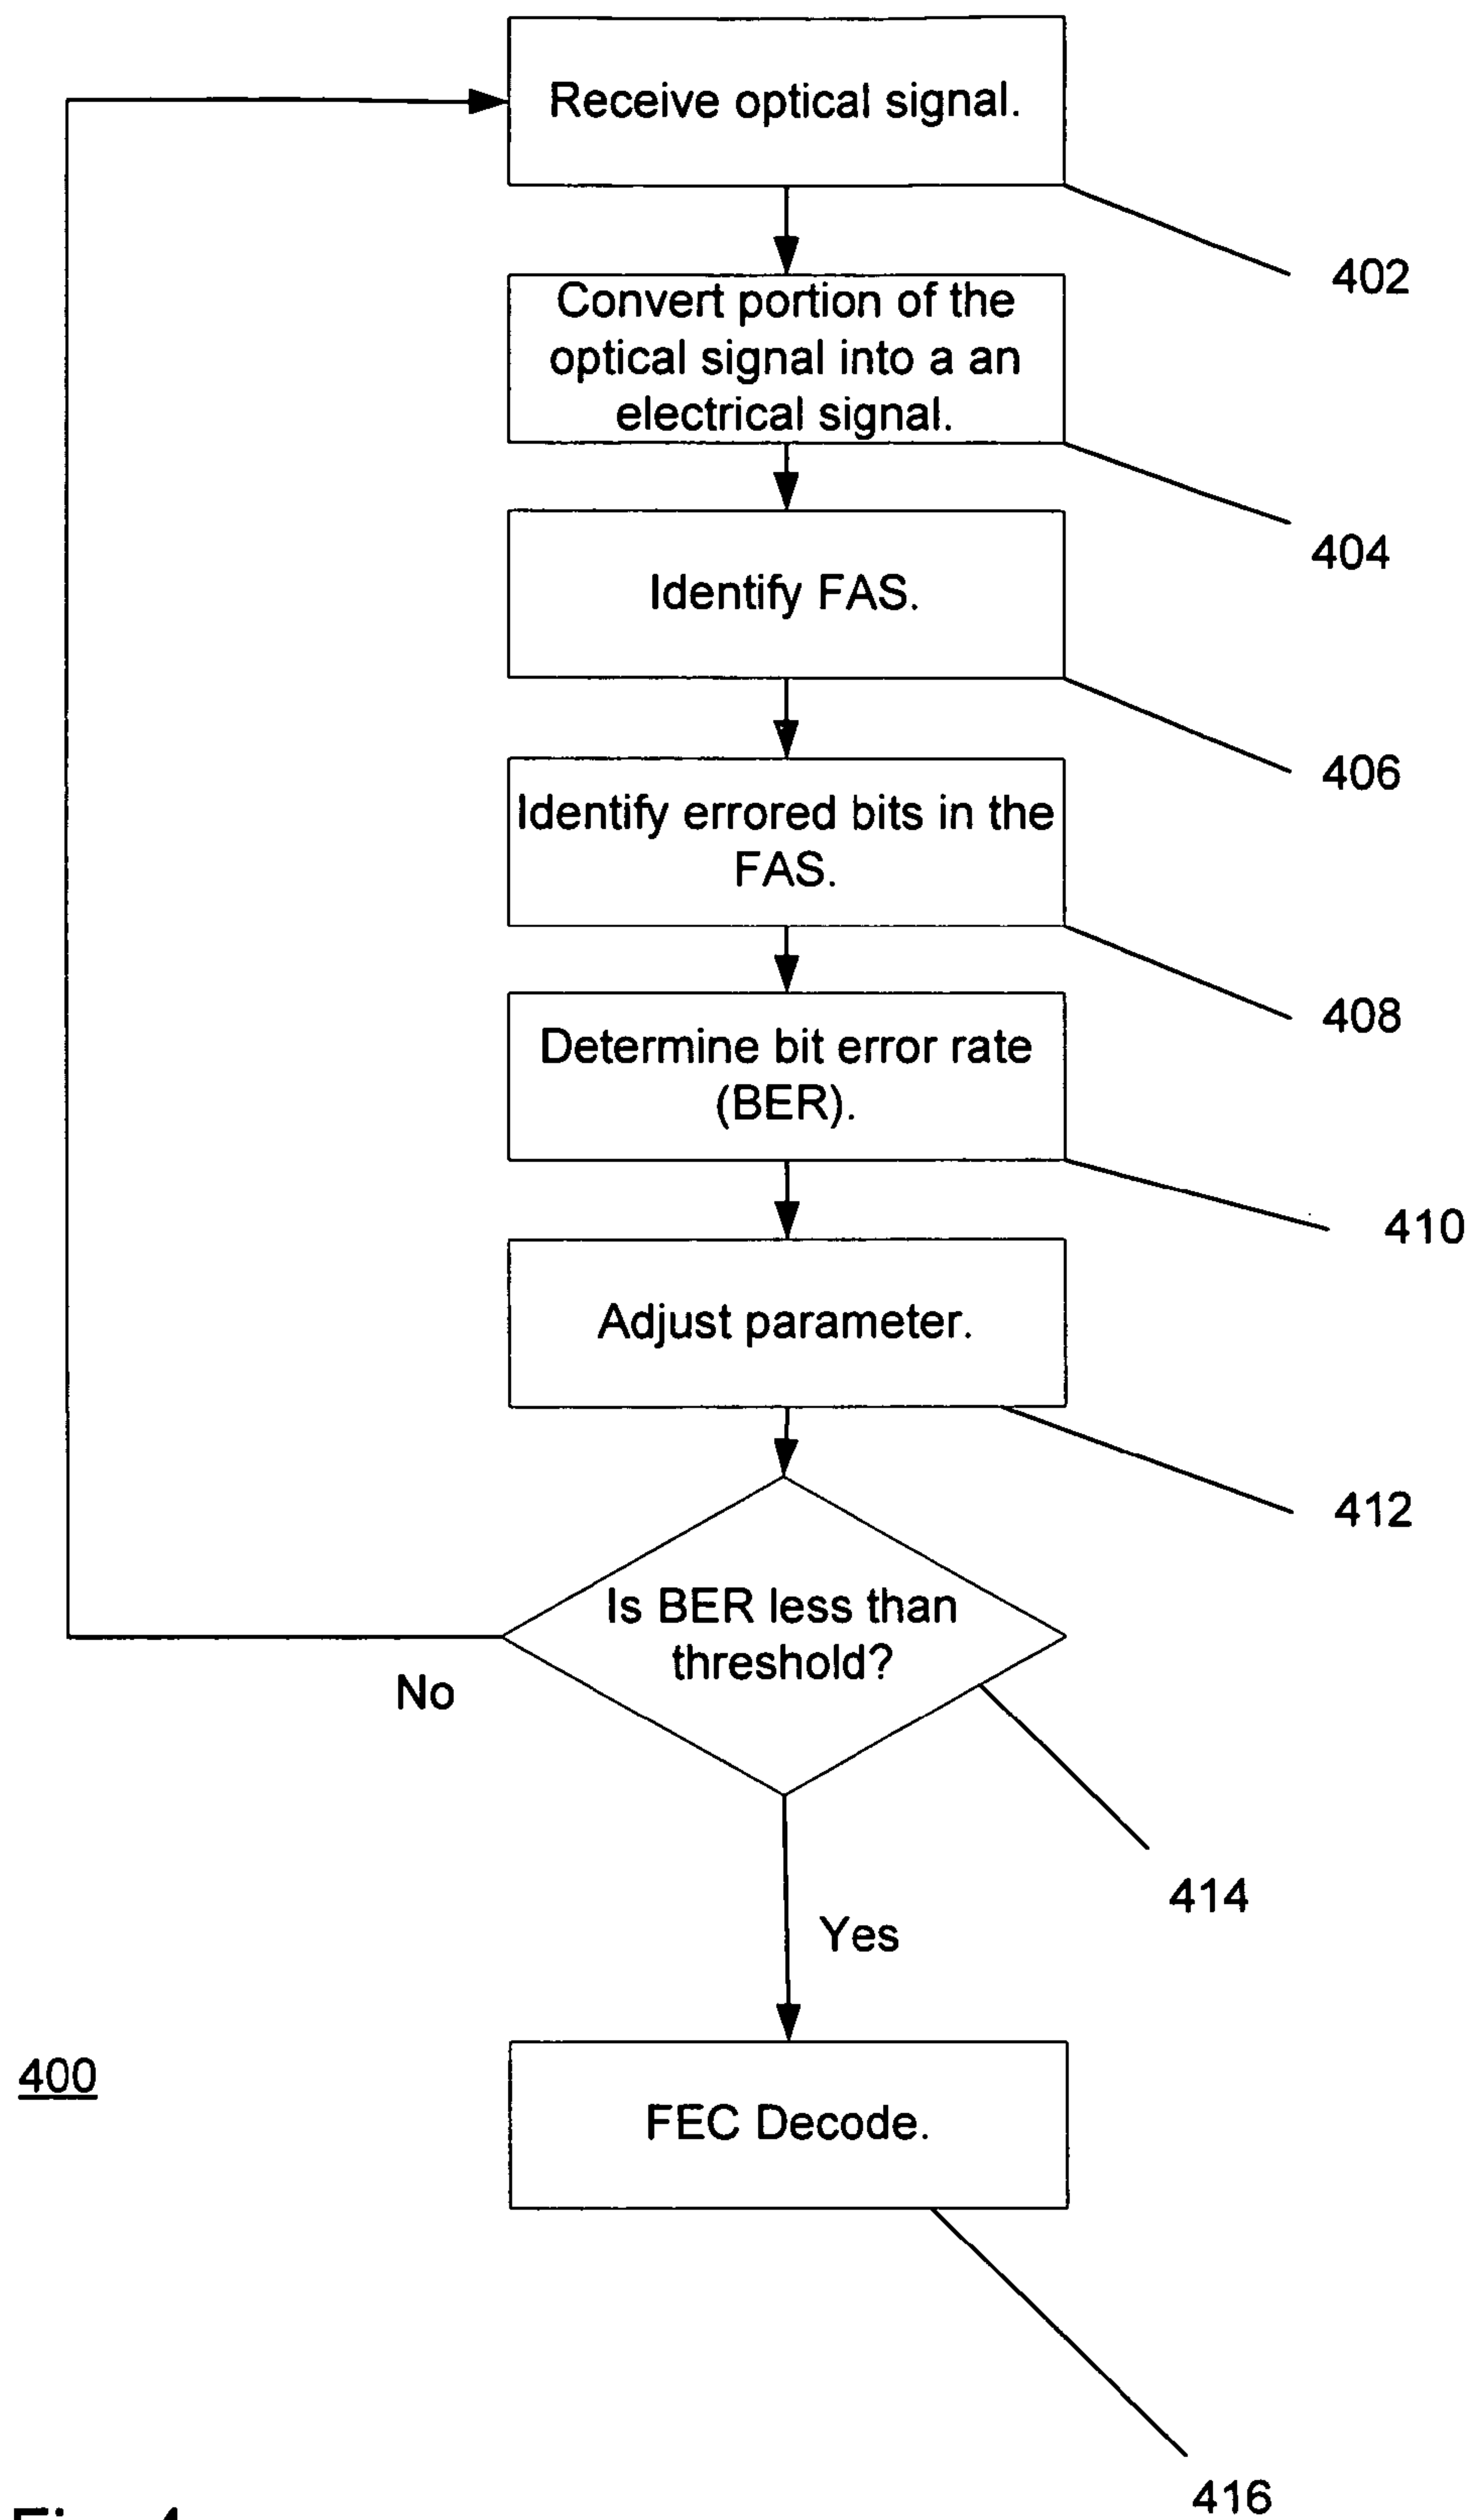 Receive optical signal.
402
Convert portion of the
optical signal into a an
electrical signal.
404
Identify FAS.
406
Identify errored bits in the
FAS.
408
Determine bit error rate
(BER).
410
Adjust parameter.
412
Is BER less than
threshold?
No
414
Yes
400
FEC Decode.
416